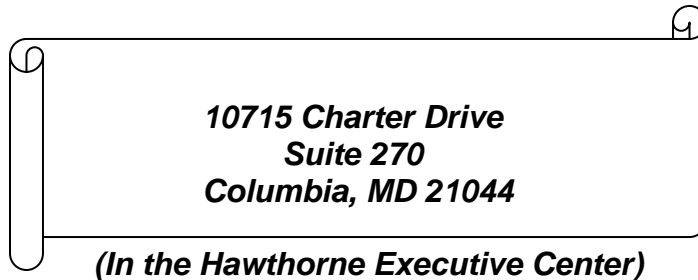 10715 Charter Drive
Suite 270
Columbia, MD 21044
(In the Hawthorne Executive Center)